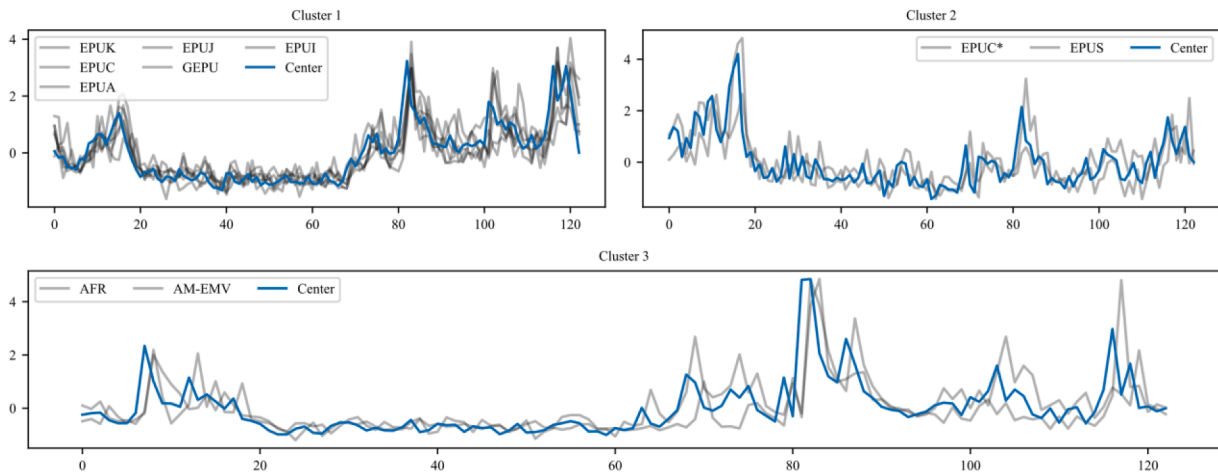 Cluster 1
EPUK EPUJ EPUI
EPUC GEPU Center
EPUA
4
2
0
0 20 40 60 80 100 120
Cluster 2
EPUC* EPUS Center
4
2
0
0 20 40 60 80 100 120
Cluster 3
AFR AM-EMV Center
4
2
0
0 20 40 60 80 100 120